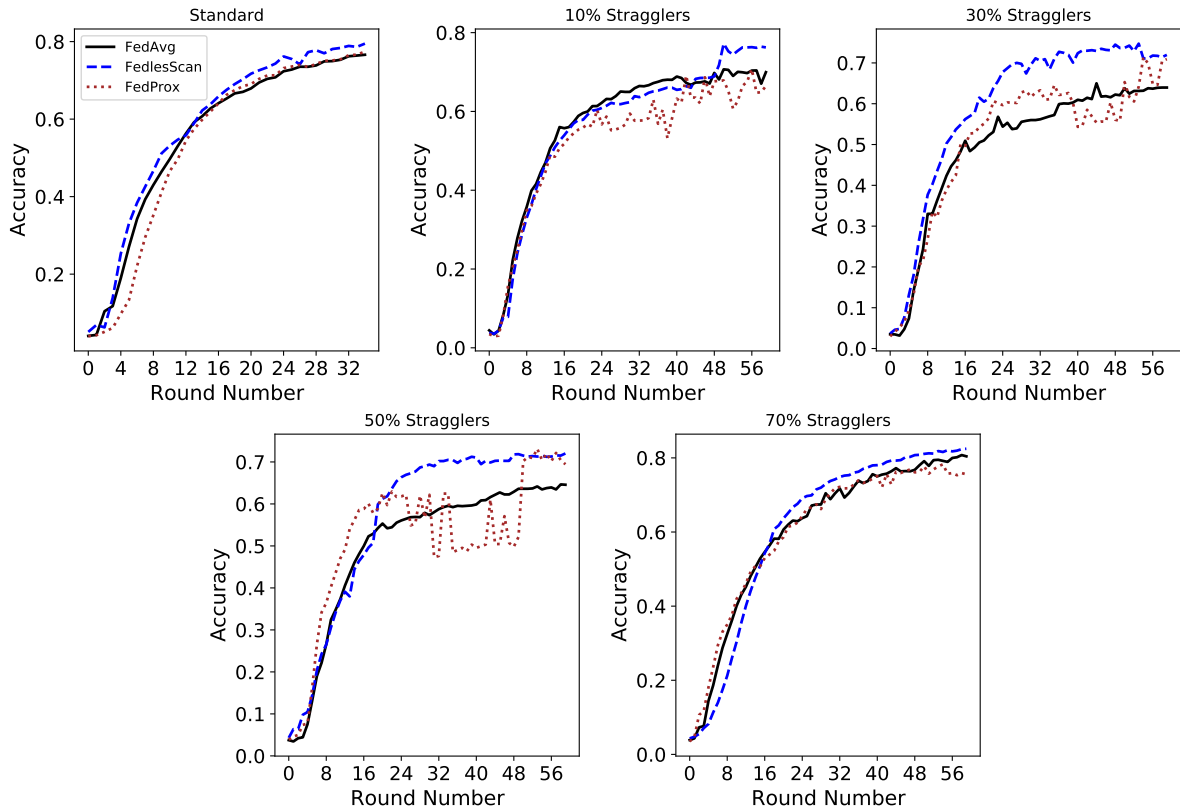 Standard
10% Stragglers
30% Stragglers
FedAvg
FedlesScan
FedProx
Accuracy
0.8
0.6
0.4
0.2
0 4 8 12 16 20 24 28 32
Round Number
Accuracy
0.8
0.6
0.4
0.2
0.0
0 8 16 24 32 40 48 56
Round Number
Accuracy
0.7
0.6
0.5
0.4
0.3
0.2
0.1
0.0
0 8 16 24 32 40 48 56
Round Number
50% Stragglers
70% Stragglers
Accuracy
0.7
0.6
0.5
0.4
0.3
0.2
0.1
0.0
0 8 16 24 32 40 48 56
Round Number
Accuracy
0.8
0.6
0.4
0.2
0.0
0 8 16 24 32 40 48 56
Round Number